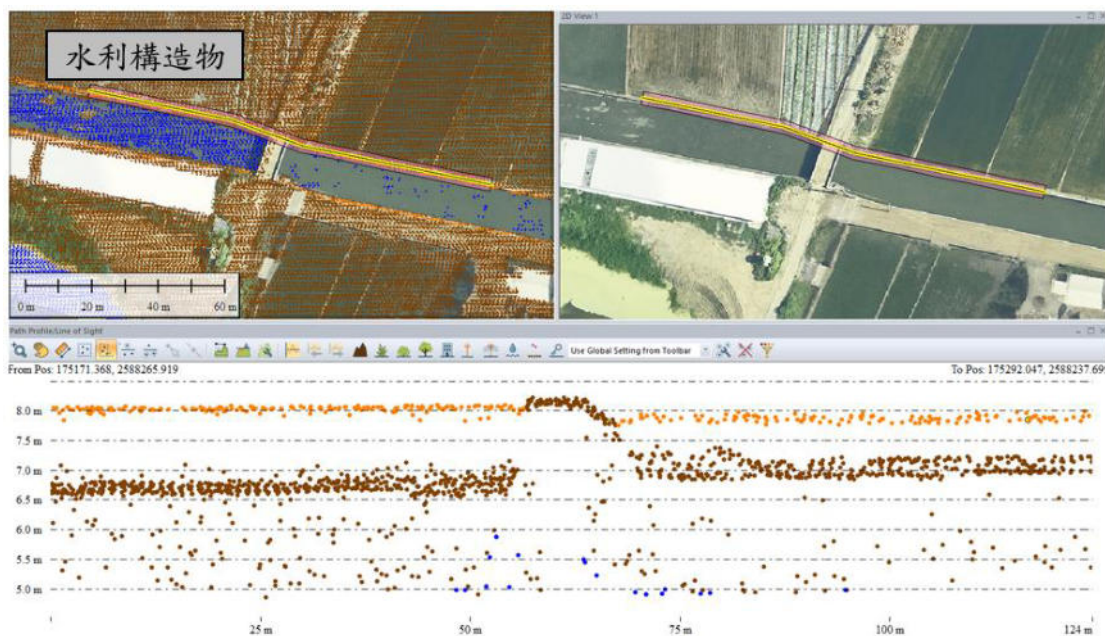 水利構造物
2D View 1
0 m 20 m 40 m 60 m
Path Profile/Line of Sight
Use Global Setting from Toolbar
From Pos: 175171.368, 2588265.919
To Pos: 175292.047, 2588237.699
8.0 m
7.5 m
7.0 m
6.5 m
6.0 m
5.5 m
5.0 m
25 m 50 m 75 m 100 m 124 m